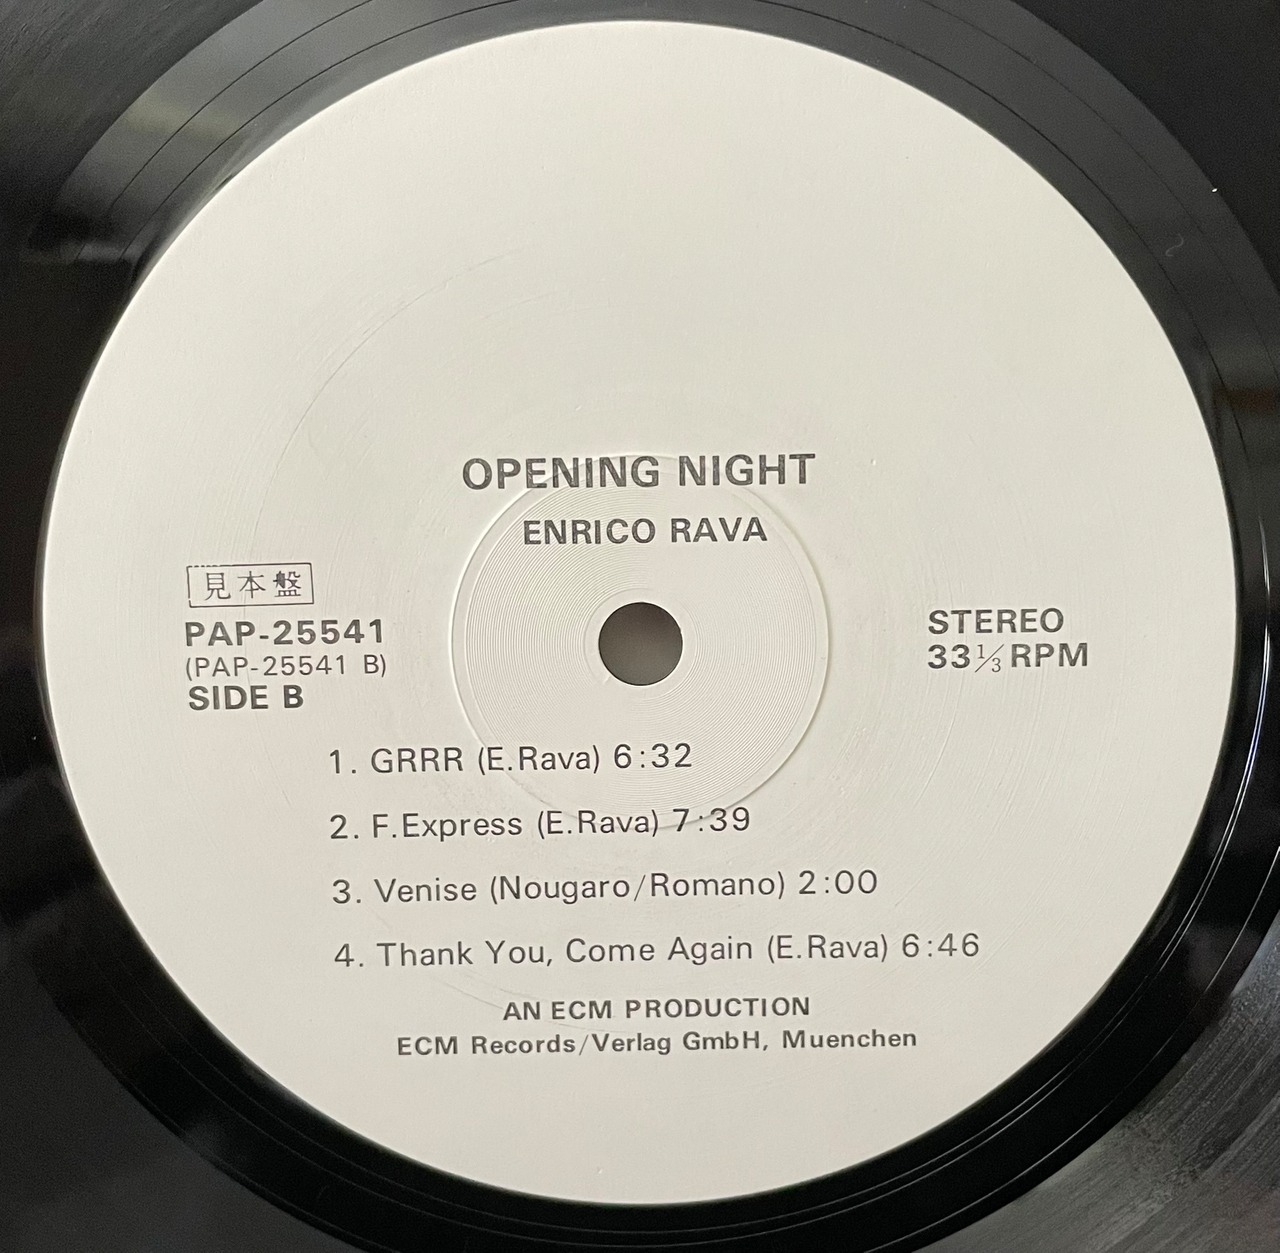 OPENING NIGHT
ENRICO RAVA
見本盤
PAP-25541
(PAP-25541 B)
SIDE B
STEREO
33 1/3 RPM
1. GRRR (E.Rava) 6:32
2. F.Express (E.Rava) 7:39
3. Venise (Nougaro/Romano) 2:00
4. Thank You, Come Again (E.Rava) 6:46
AN ECM PRODUCTION
ECM Records/Verlag GmbH, Muenchen